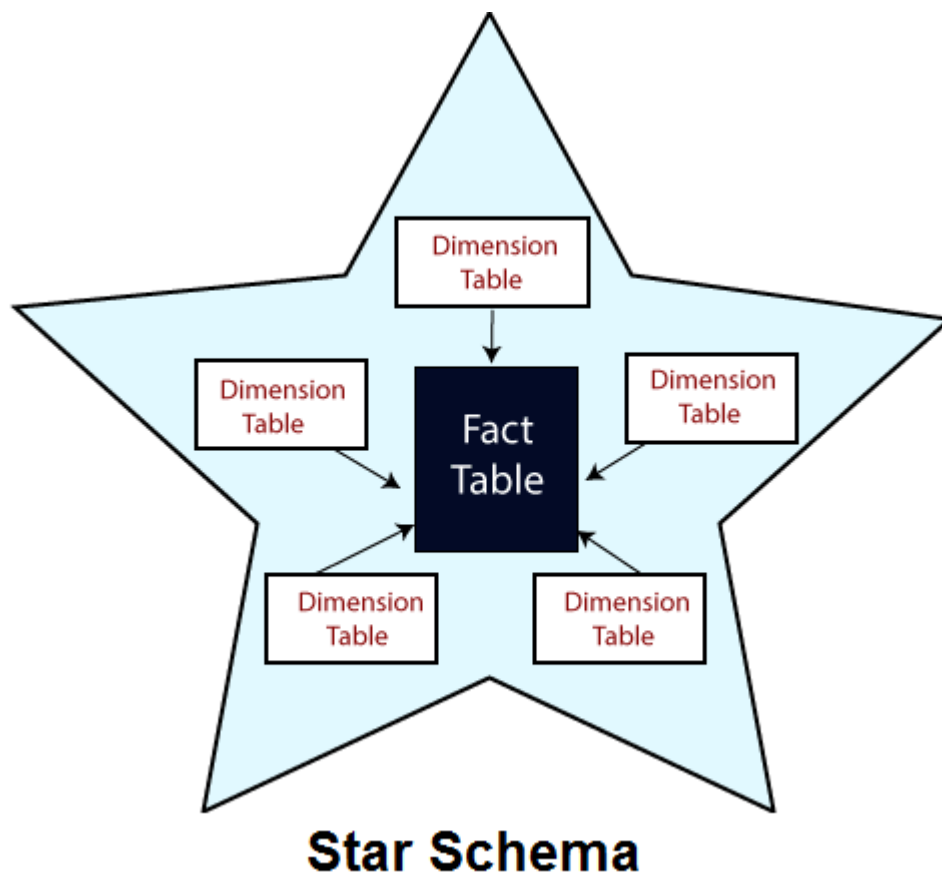 Dimension
Table
Dimension
Table
Dimension
Table
Fact
Table
Dimension
Table
Dimension
Table
Star Schema